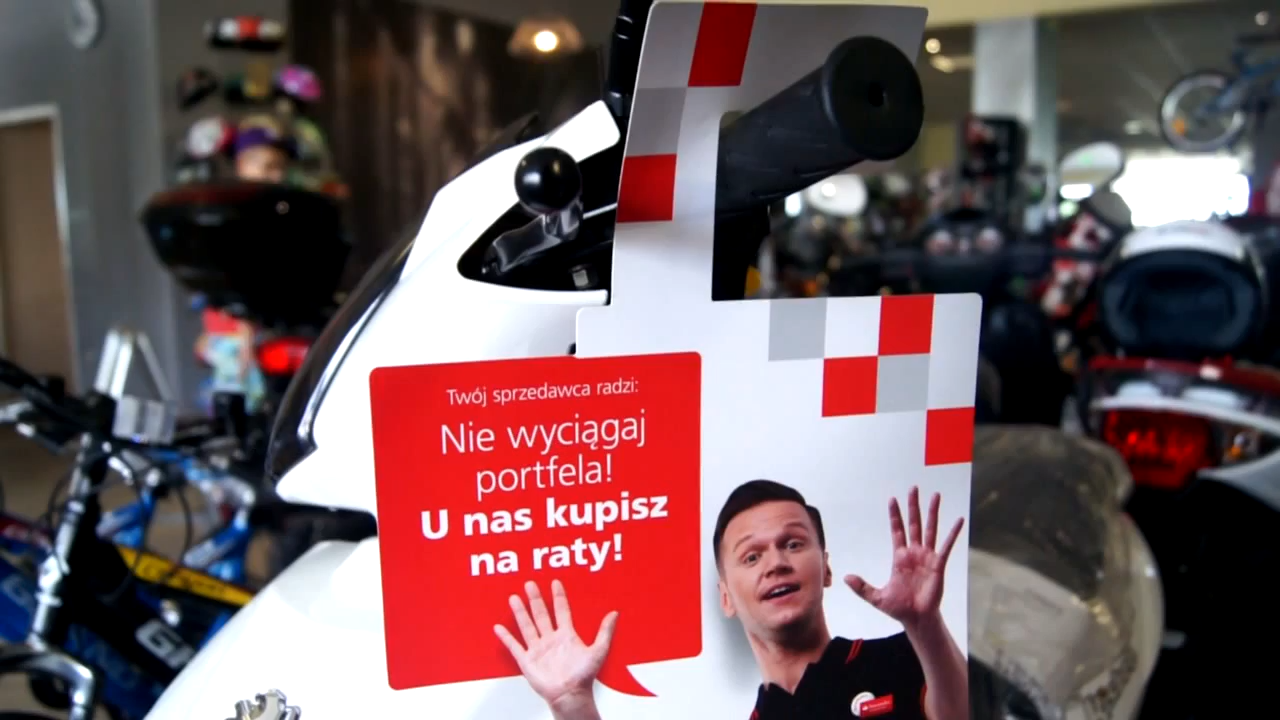 Twój sprzedawca radzi:
Nie wyciągaj
portfela!
U nas kupisz
na raty!